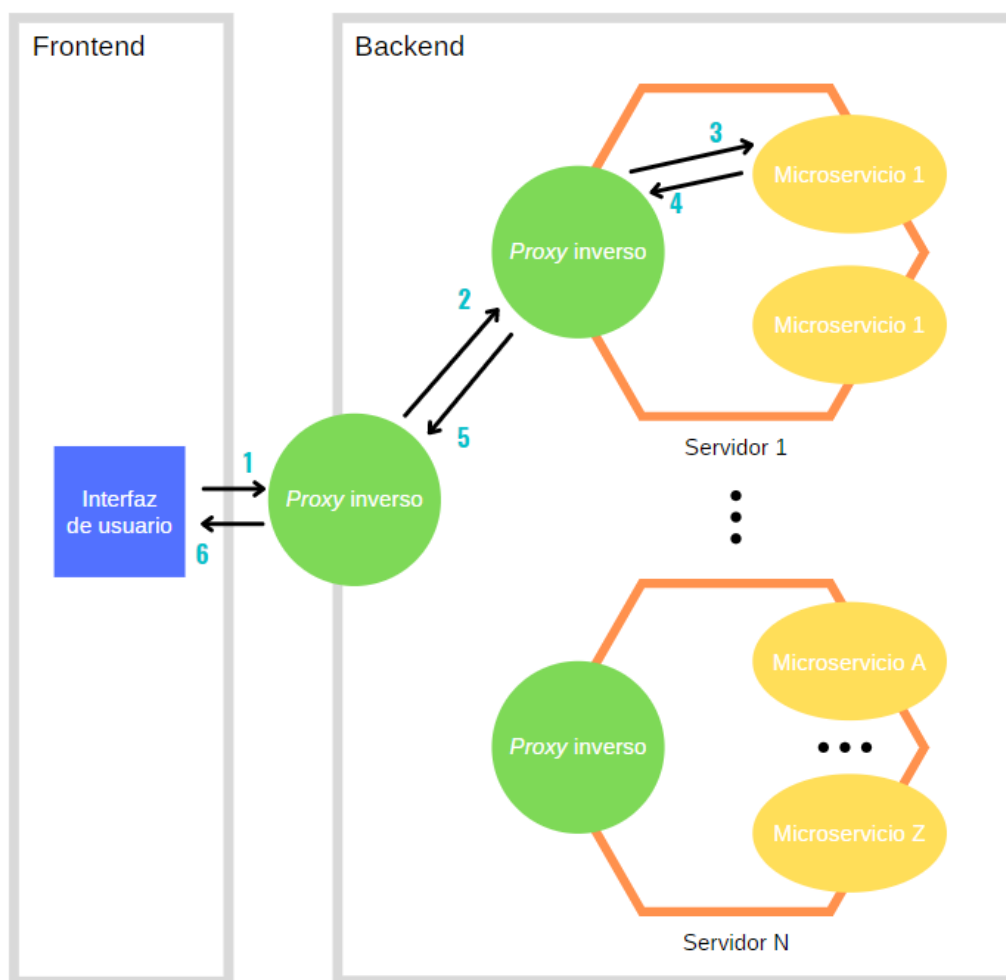 Frontend
Backend
3
Microservicio 1
4
Proxy inverso
2
Microservicio 1
5
Servidor 1
1
Interfaz
de usuario
Proxy inverso
6
Microservicio A
Proxy inverso
Microservicio Z
Servidor N